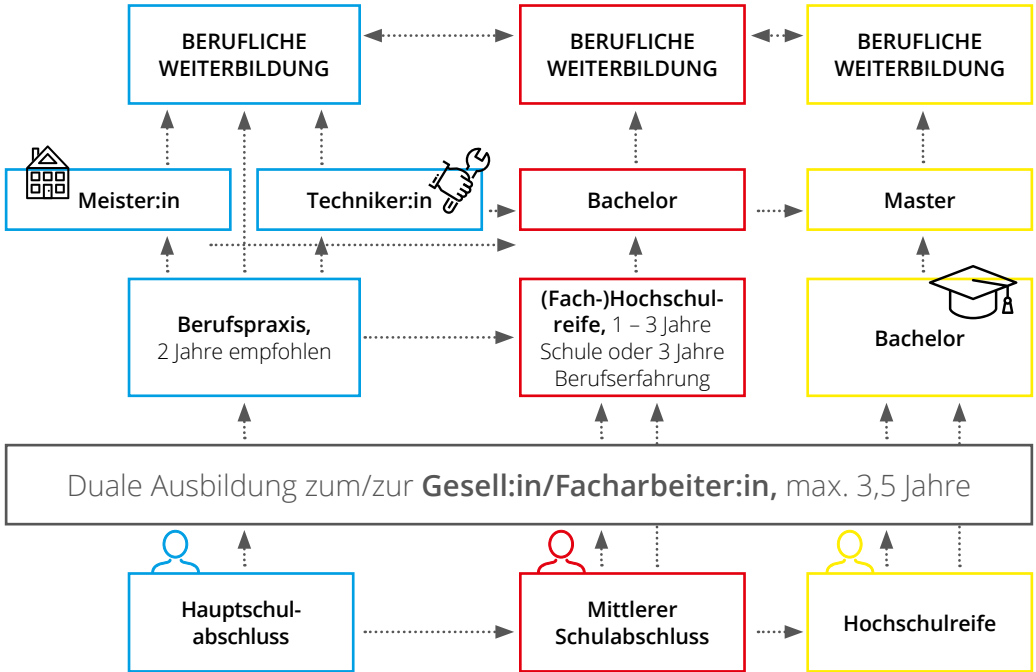 BERUFLICHE
WEITERBILDUNG
BERUFLICHE
WEITERBILDUNG
BERUFLICHE
WEITERBILDUNG
Meister:in
Techniker:in
Bachelor
Master
Berufspraxis,
2 Jahre empfohlen
(Fach-)Hochschul-
reife, 1 – 3 Jahre
Schule oder 3 Jahre
Berufserfahrung
Bachelor
Duale Ausbildung zum/zur Gesell:in/Facharbeiter:in, max. 3,5 Jahre
Hauptschul-
abschluss
Mittlerer
Schulabschluss
Hochschulreife